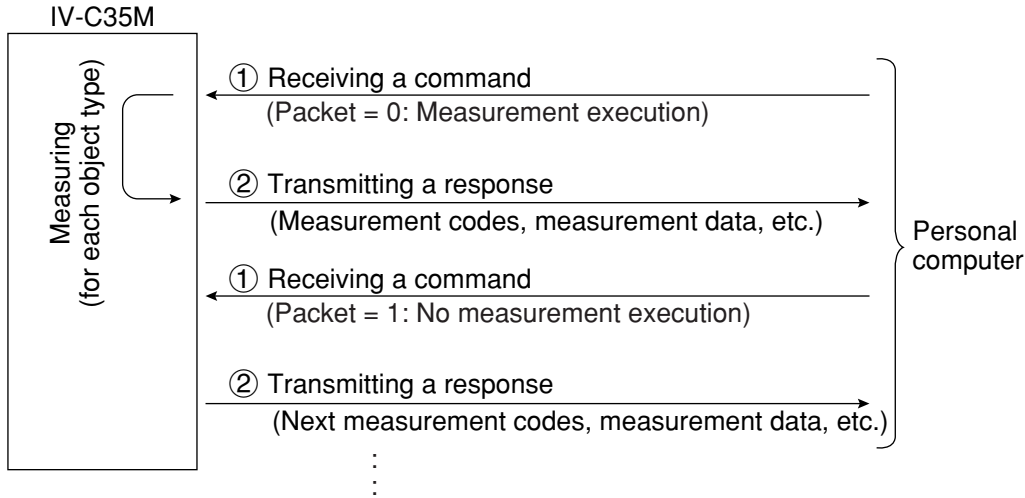 IV-C35M
Measuring
(for each object type)
① Receiving a command
(Packet = 0: Measurement execution)
② Transmitting a response
(Measurement codes, measurement data, etc.)
① Receiving a command
(Packet = 1: No measurement execution)
② Transmitting a response
(Next measurement codes, measurement data, etc.)
Personal
computer